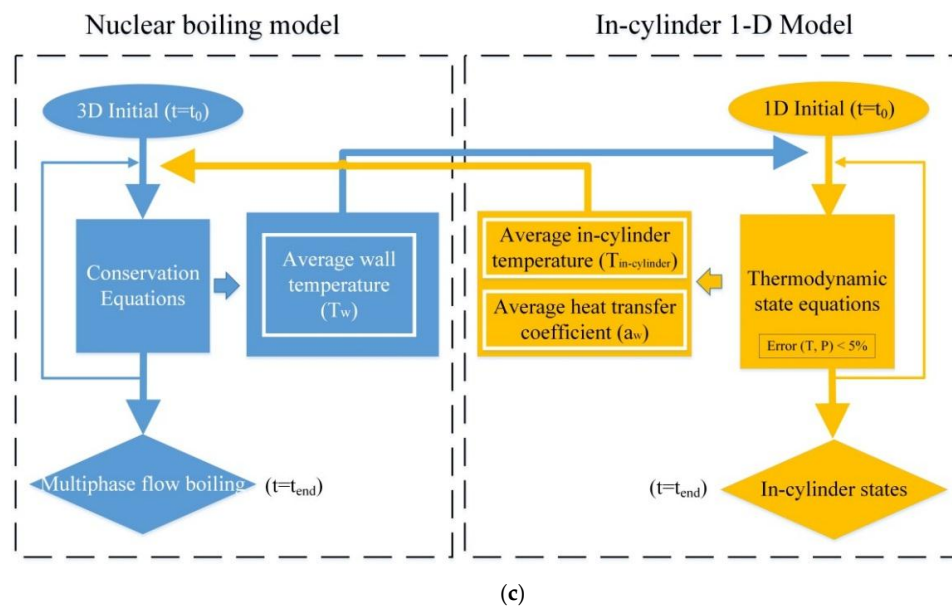 Nuclear boiling model
3D Initial (t=t₀)
Conservation
Equations
Average wall
temperature
(Tw)
Multiphase flow boiling
(t=tend)
In-cylinder 1-D Model
1D Initial (t=t₀)
Average in-cylinder
temperature (Tin-cylinder)
Average heat transfer
coefficient (aw)
Thermodynamic
state equations
Error (T, P) < 5%
(t=tend)
In-cylinder states
(c)